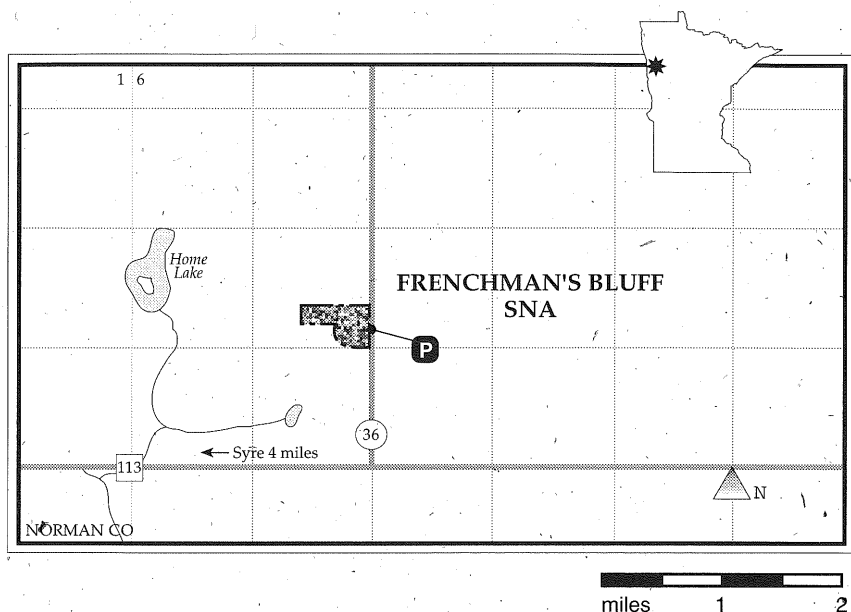 1 6
Home
Lake
FRENCHMAN'S BLUFF
SNA
P
36
Syre 4 miles
113
N
NORMAN CO
miles 1 2